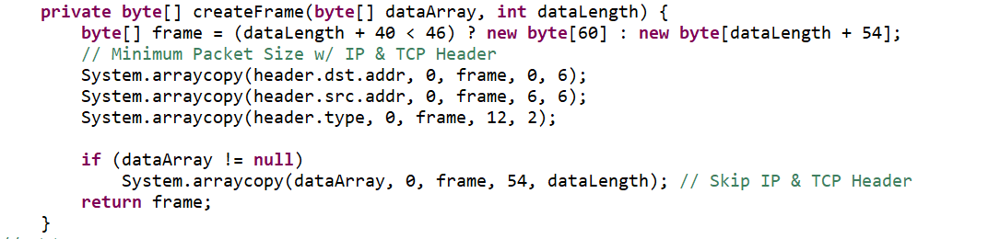 private byte[] createFrame(byte[] dataArray, int dataLength) {
byte[] frame = (dataLength + 40 < 46) ? new byte[60] : new byte[dataLength + 54];
// Minimum Packet Size w/ IP & TCP Header
System.arraycopy(header.dst.addr, 0, frame, 0, 6);
System.arraycopy(header.src.addr, 0, frame, 6, 6);
System.arraycopy(header.type, 0, frame, 12, 2);
if (dataArray != null)
System.arraycopy(dataArray, 0, frame, 54, dataLength); // Skip IP & TCP Header
return frame;
}